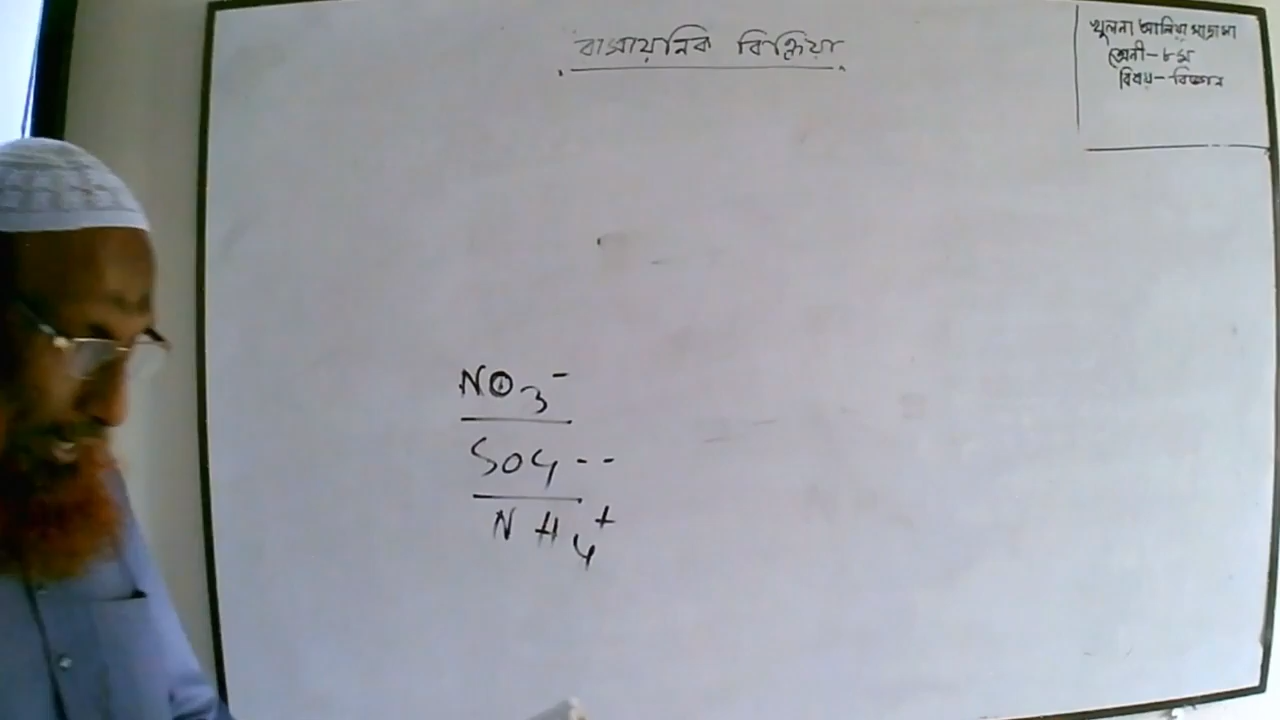 রাসায়নিক বিক্রিয়া
খুলনা আলিয়া মাদ্রাসা
শ্রেনী-৮ম
বিষয়-বিজ্ঞান
NO₃⁻
SO₄--
NH₄⁺